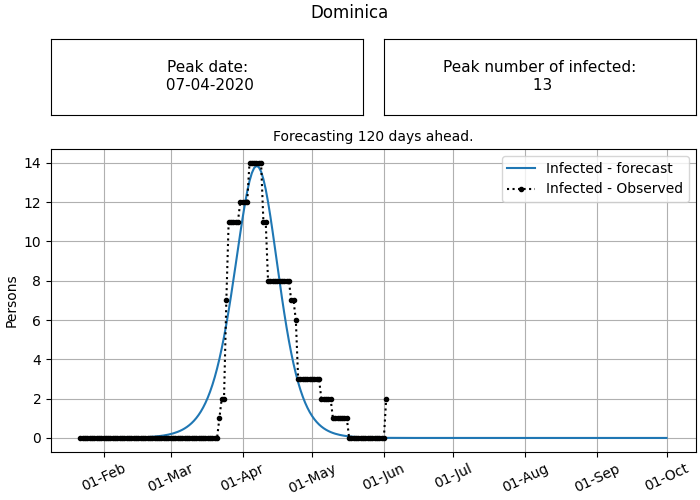 Dominica
Peak date:
07-04-2020
Peak number of infected:
13
Forecasting 120 days ahead.
Infected - forecast
Infected - Observed
Persons
14
12
10
8
6
4
2
0
01-Feb
01-Mar
01-Apr
01-May
01-Jun
01-Jul
01-Aug
01-Sep
01-Oct